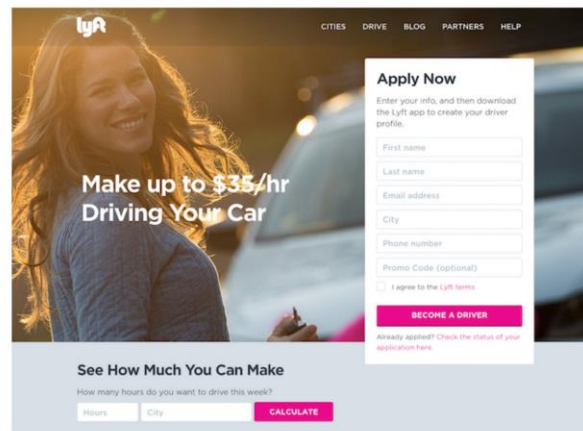 lyft
CITIES DRIVE BLOG PARTNERS HELP
Make up to $35/hr
Driving Your Car
Apply Now
Enter your info, and then download
the Lyft app to create your driver
profile.
First name
Last name
Email address
City
Phone number
Promo Code (optional)
I agree to the Lyft terms
BECOME A DRIVER
Already applied? Check the status of your
application here.
See How Much You Can Make
How many hours do you want to drive this week?
Hours City CALCULATE